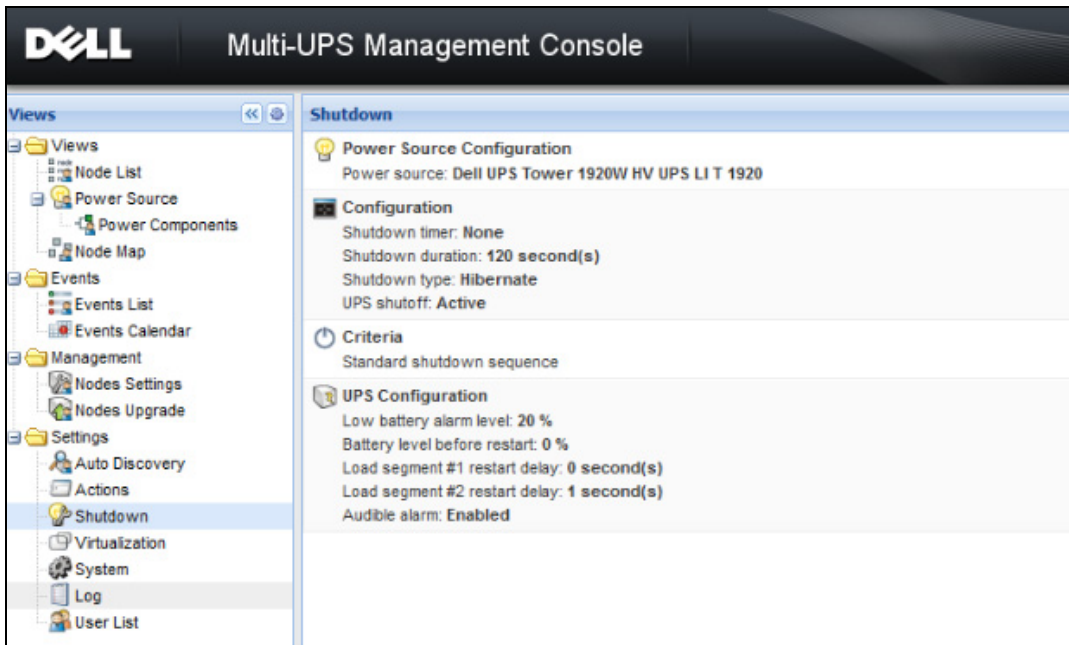 DELL
Multi-UPS Management Console
Views
Views
Node List
Power Source
Power Components
Node Map
Events
Events List
Events Calendar
Management
Nodes Settings
Nodes Upgrade
Settings
Auto Discovery
Actions
Shutdown
Virtualization
System
Log
User List
Shutdown
Power Source Configuration
Power source: Dell UPS Tower 1920W HV UPS LI T 1920
Configuration
Shutdown timer: None
Shutdown duration: 120 second(s)
Shutdown type: Hibernate
UPS shutoff: Active
Criteria
Standard shutdown sequence
UPS Configuration
Low battery alarm level: 20 %
Battery level before restart: 0 %
Load segment #1 restart delay: 0 second(s)
Load segment #2 restart delay: 1 second(s)
Audible alarm: Enabled